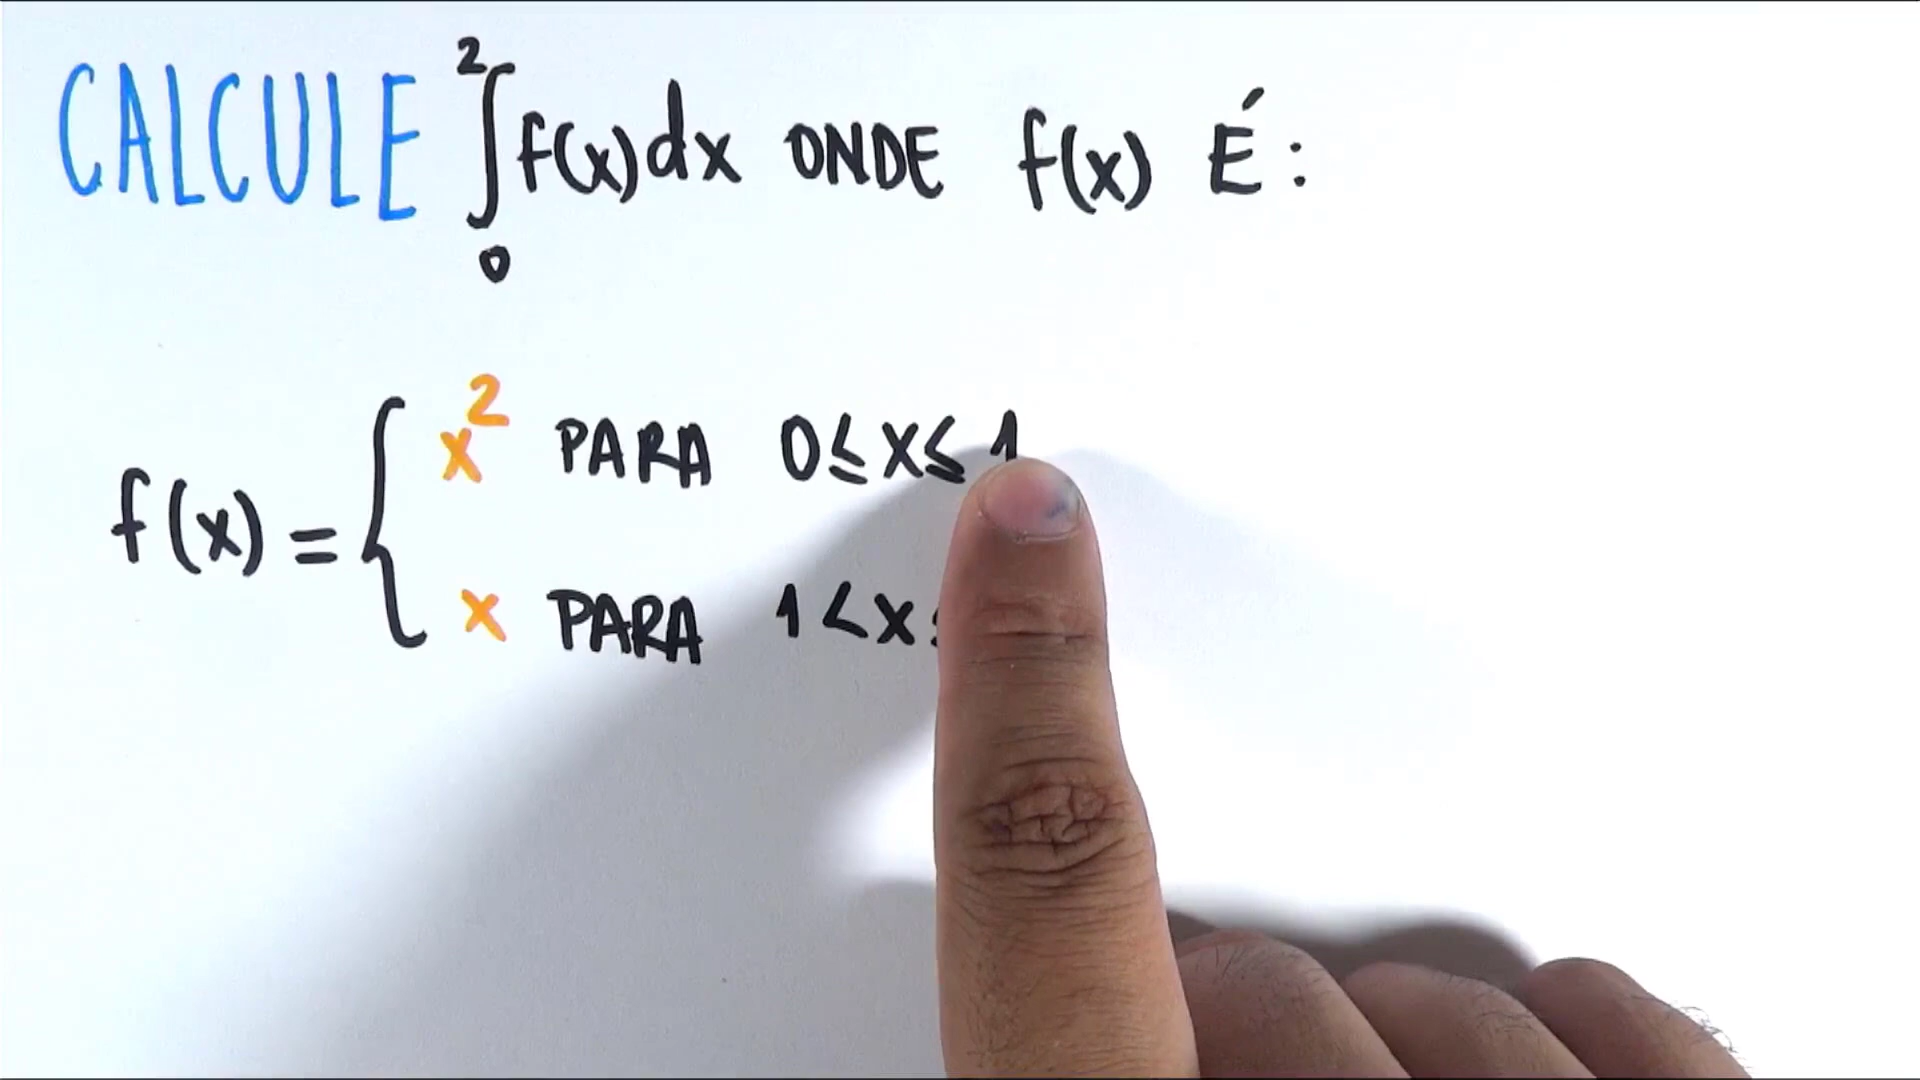 CALCULE ∫₀² f(x)dx ONDE f(x) É:
x² PARA 0≤x≤1
f(x) = {
x PARA 1<x≤